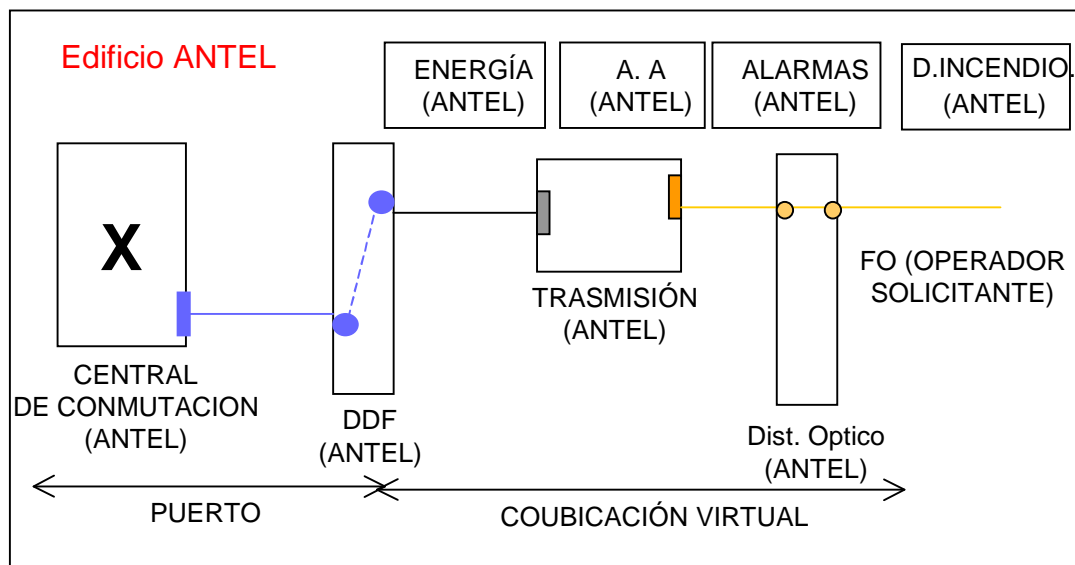 Edificio ANTEL
ENERGÍA
(ANTEL)
A. A
(ANTEL)
ALARMAS
(ANTEL)
D.INCENDIO.
(ANTEL)
X
CENTRAL
DE CONMUTACION
(ANTEL)
DDF
(ANTEL)
TRASMISIÓN
(ANTEL)
Dist. Optico
(ANTEL)
FO (OPERADOR
SOLICITANTE)
PUERTO
COUBICACIÓN VIRTUAL